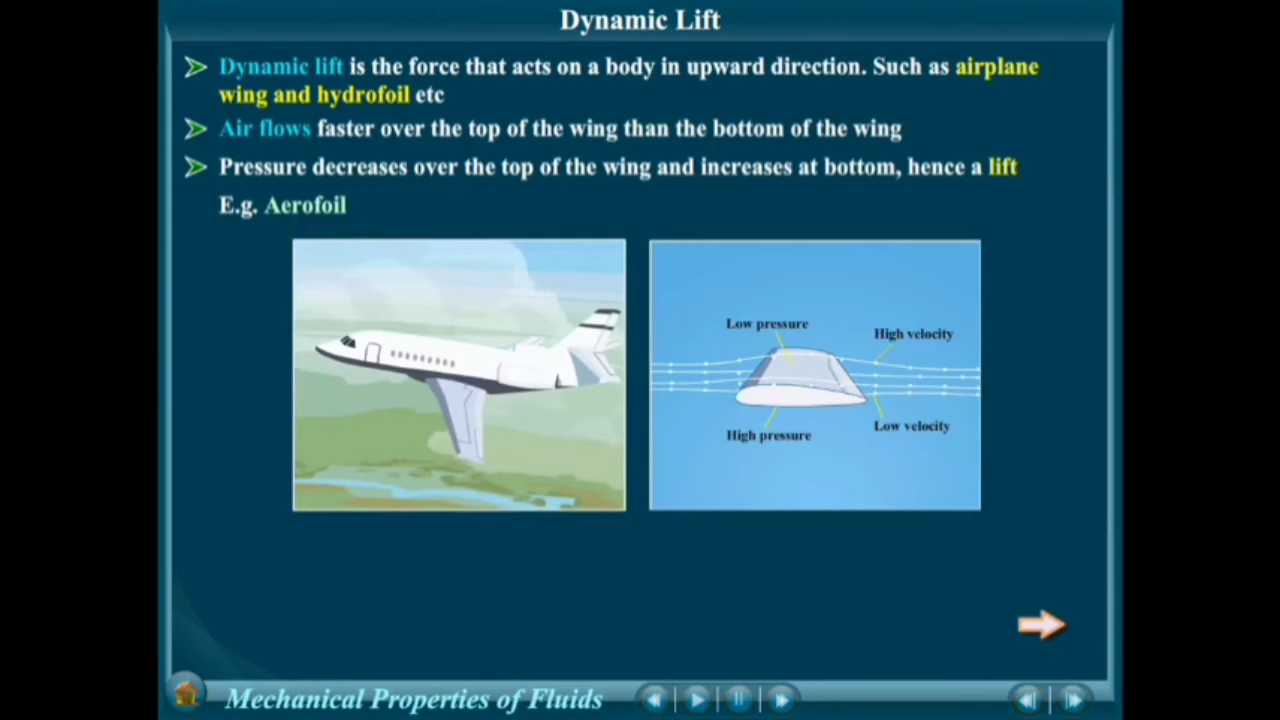 Dynamic Lift
Dynamic lift is the force that acts on a body in upward direction. Such as airplane
wing and hydrofoil etc
Air flows faster over the top of the wing than the bottom of the wing
Pressure decreases over the top of the wing and increases at bottom, hence a lift
E.g. Aerofoil
Low pressure
High velocity
High pressure
Low velocity
Mechanical Properties of Fluids